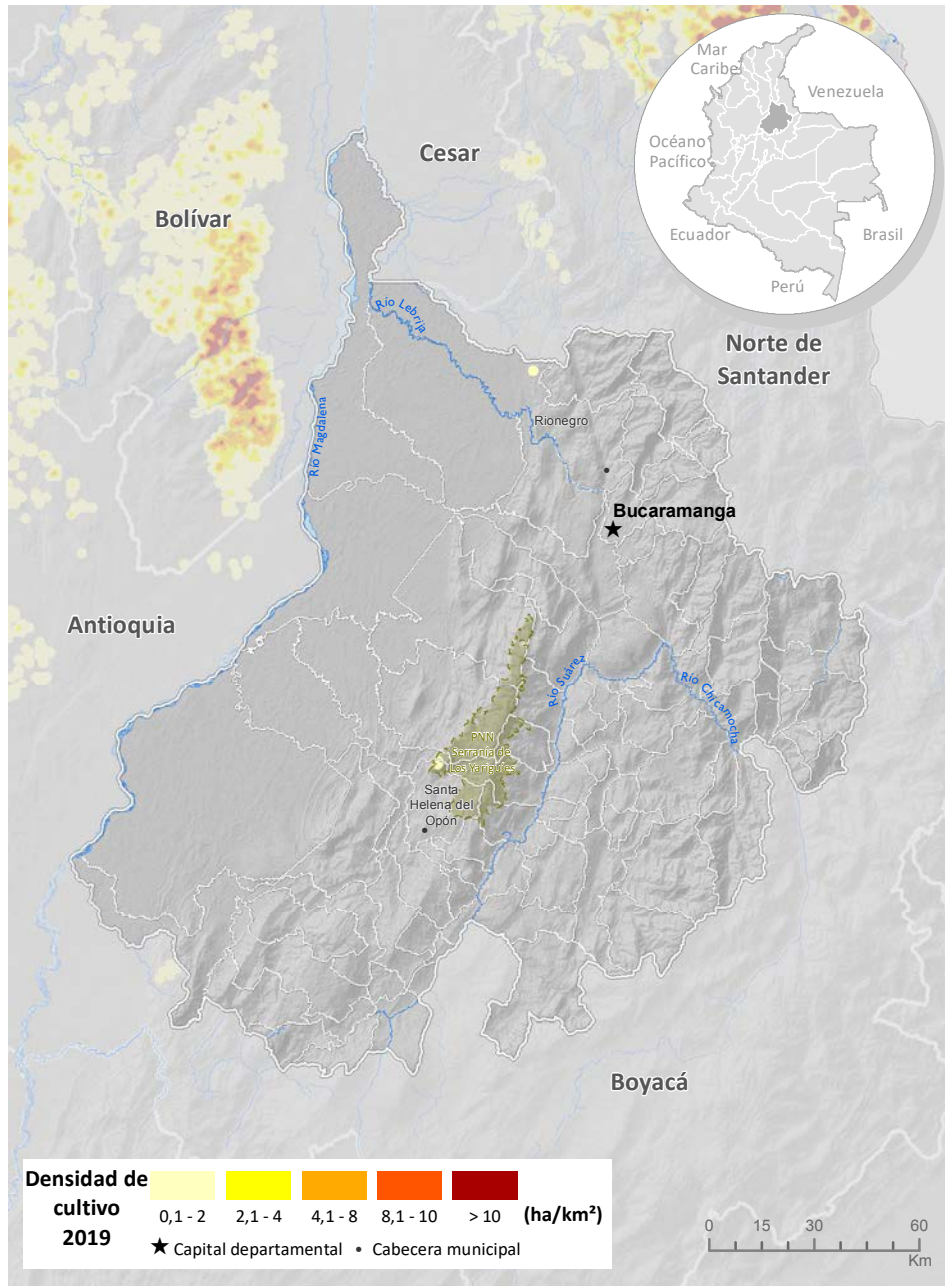 Mar
Caribe
Venezuela
Océano
Pacífico
Ecuador
Brasil
Perú
Cesar
Bolívar
Río Lebrija
Norte de
Santander
Río Magdalena
Rionegro
Bucaramanga
Antioquia
Río Suárez
Río Chicamocha
PNN
Serranía de
Los Yariguíes
Santa
Helena del
Opón
Boyacá
Densidad de
cultivo
2019
0,1 - 2
2,1 - 4
4,1 - 8
8,1 - 10
> 10
(ha/km²)
Capital departamental
Cabecera municipal
0 15 30 60
Km